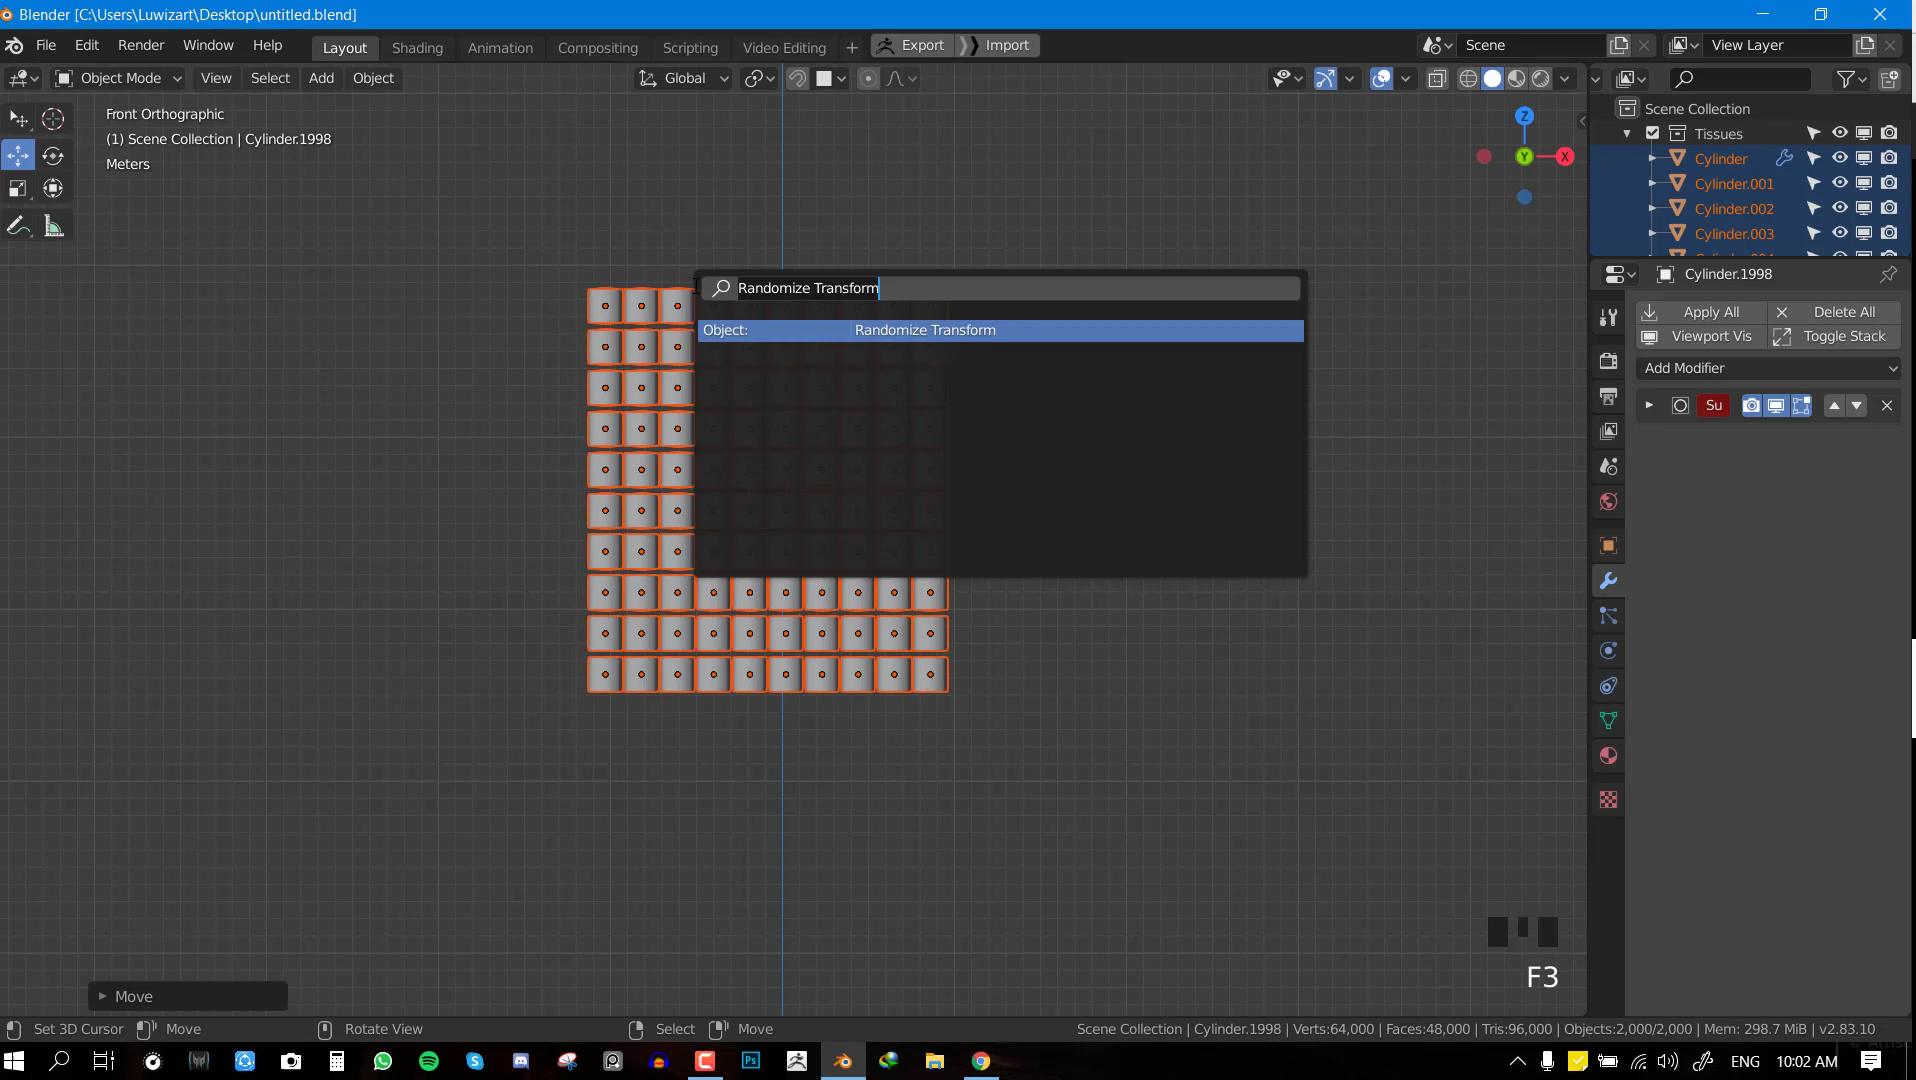 Blender [C:\Users\Luwizart\Desktop\untitled.blend]
File Edit Render Window Help Layout Shading Animation Compositing Scripting Video Editing + Export Import Scene View Layer
Object Mode View Select Add Object Global
Front Orthographic
(1) Scene Collection | Cylinder.1998
Meters
Z
Y
X
Scene Collection
Tissues
Cylinder
Cylinder.001
Cylinder.002
Cylinder.003
Cylinder.1998
Apply All Delete All
Viewport Vis Toggle Stack
Add Modifier
Su
Randomize Transform
Object: Randomize Transform
F3
Move
Set 3D Cursor Move Rotate View Select Move Scene Collection | Cylinder.1998 | Verts:64,000 | Faces:48,000 | Tris:96,000 | Objects:2,000/2,000 | Mem: 298.7 MiB | v2.83.10
Ps ENG 10:02 AM